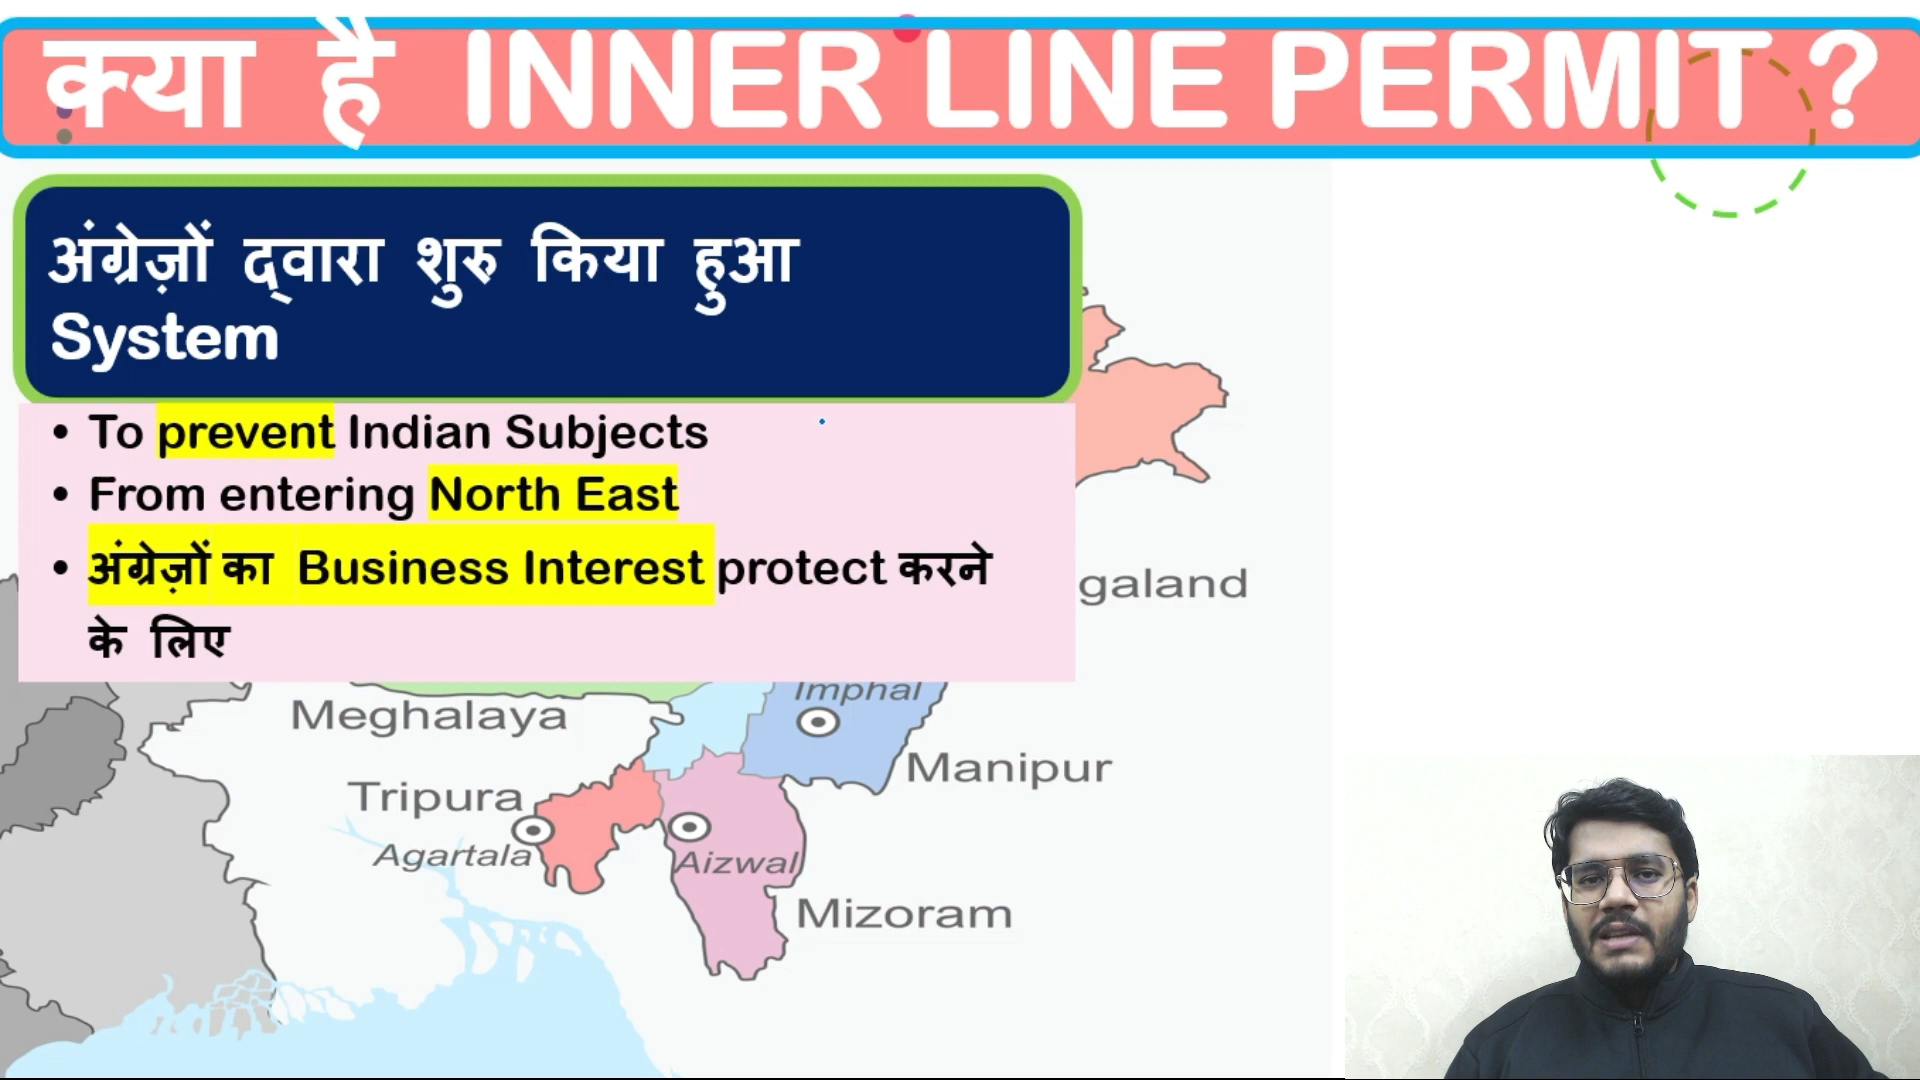 क्या है INNER LINE PERMIT ?
अंग्रेज़ों द्वारा शुरु किया हुआ
System
• To prevent Indian Subjects
• From entering North East
• अंग्रेज़ों का Business Interest protect करने
के लिए
galand
Imphal
Meghalaya
Manipur
Tripura
Agartala
Aizwal
Mizoram